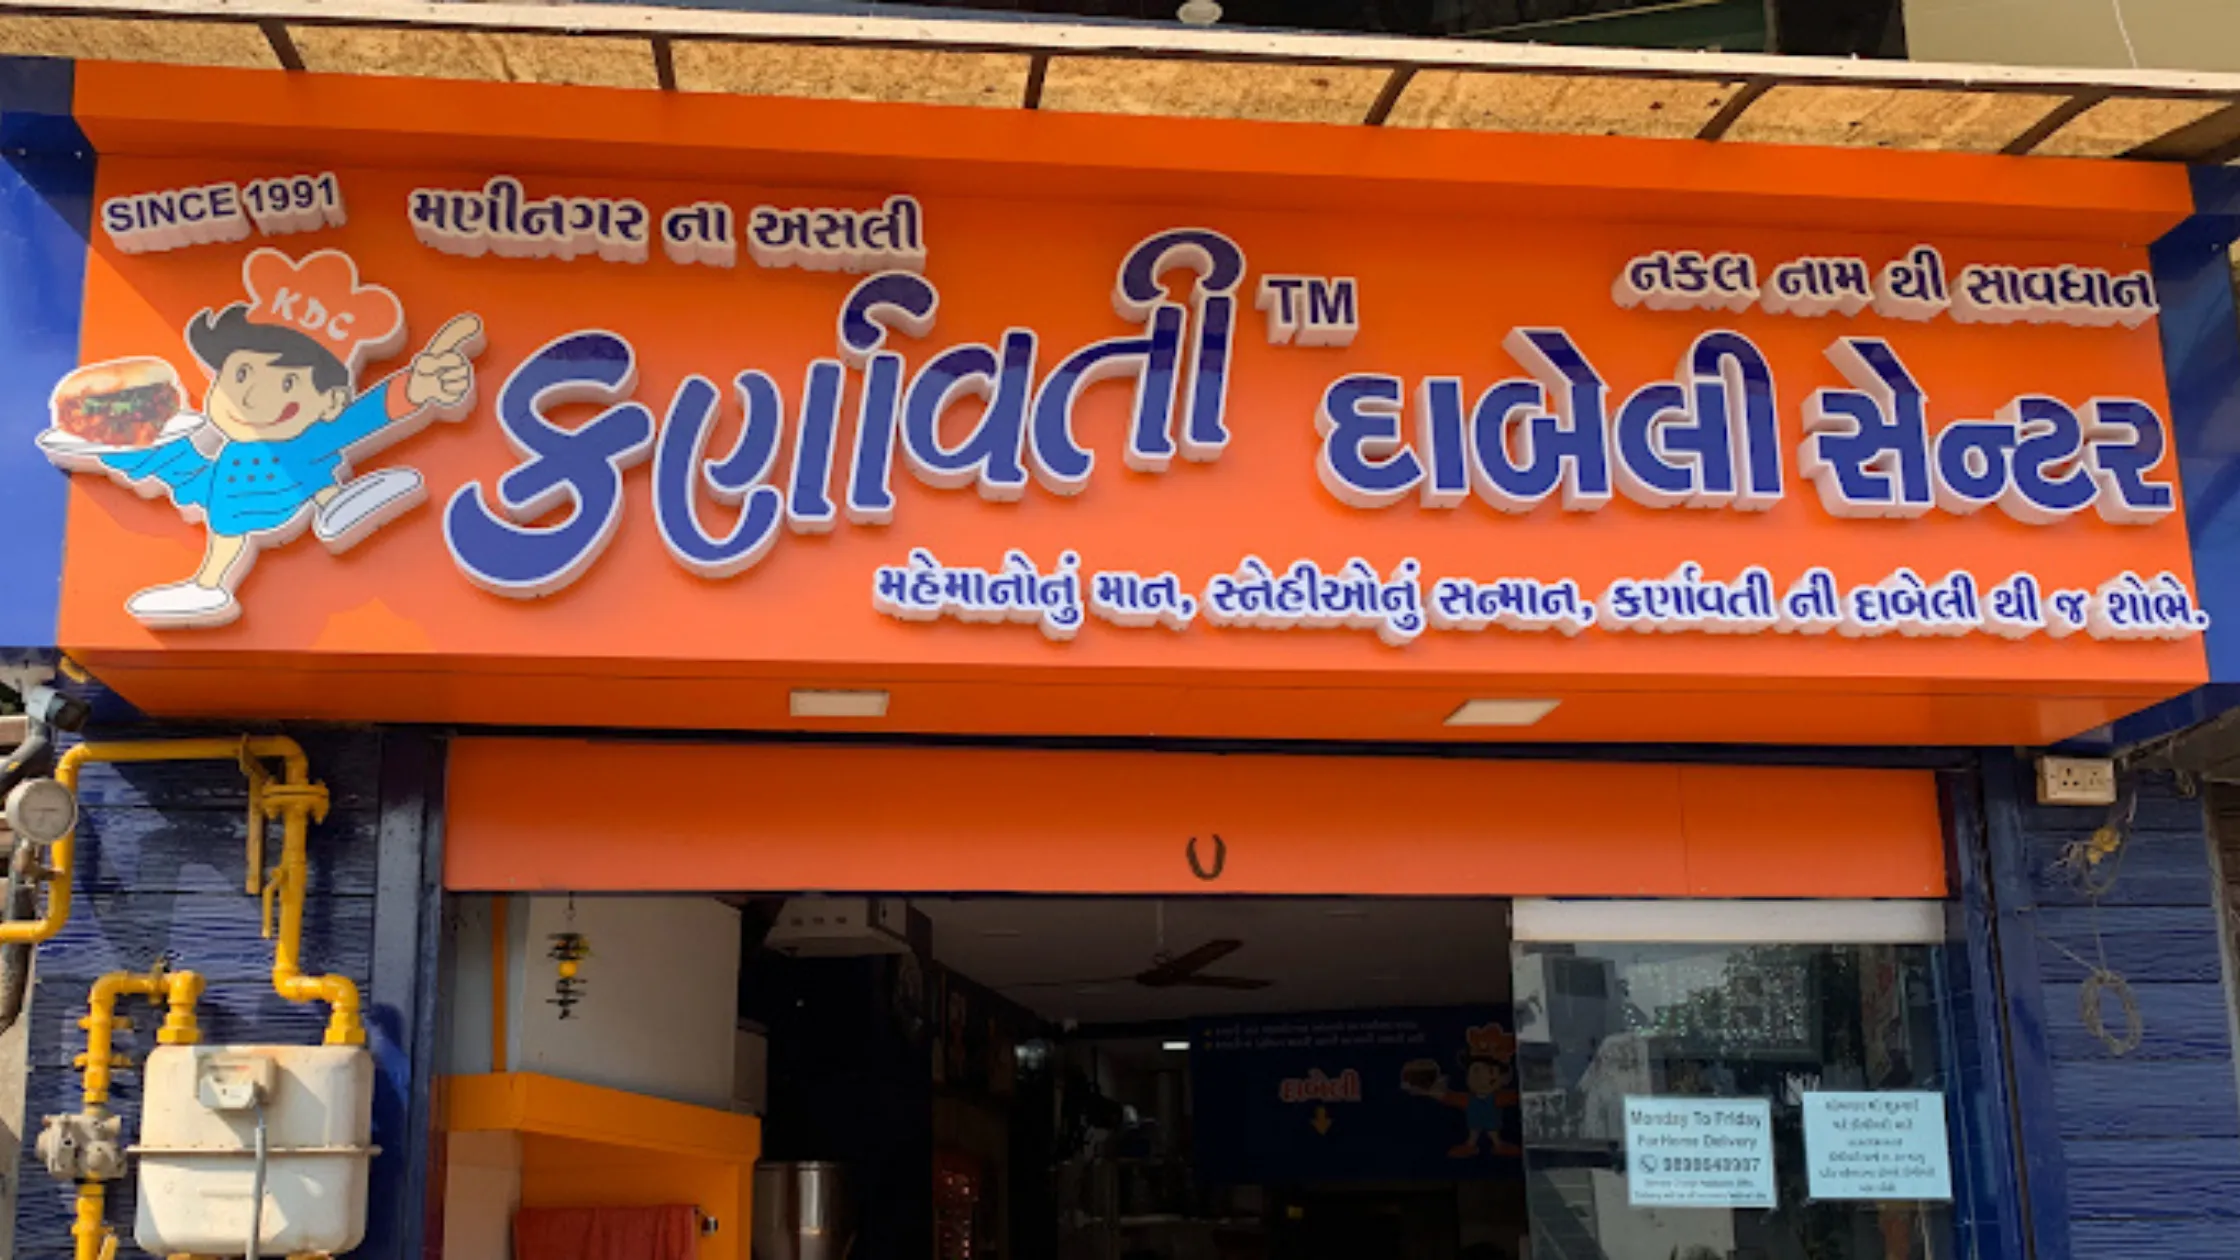 SINCE 1991
મણીનગર ના અસલી
નકલ નામ થી સાવધાન
KDC
કર્ણાવતી TM
દાબેલી સેન્ટર
મહેમાનોનું માન, સ્નેહીઓનું સન્માન, કર્ણાવતી ની દાબેલી થી જ શોભે.
દાબેલી
Monday To Friday
For Home Delivery